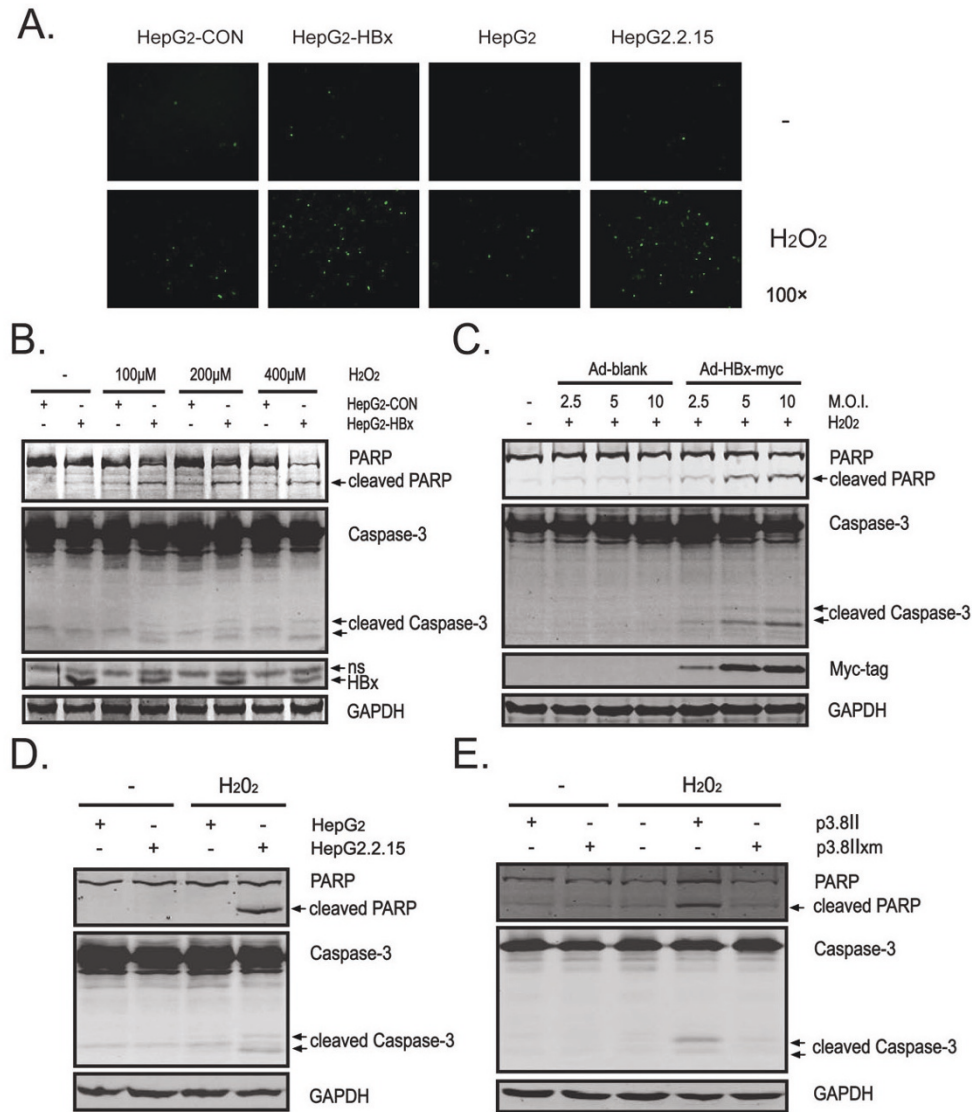 A.
HepG2-CON HepG2-HBx HepG2 HepG2.2.15
-
H2O2
100×
B.
- 100µM 200µM 400µM H2O2
+ - + - + - + - HepG2-CON
- + - + - + - + HepG2-HBx
PARP
cleaved PARP
Caspase-3
cleaved Caspase-3
ns
HBx
GAPDH
C.
Ad-blank Ad-HBx-myc
- 2.5 5 10 2.5 5 10 M.O.I.
- + + + + + + H2O2
PARP
cleaved PARP
Caspase-3
cleaved Caspase-3
Myc-tag
GAPDH
D.
- H2O2
+ - + - HepG2
- + - + HepG2.2.15
PARP
cleaved PARP
Caspase-3
cleaved Caspase-3
GAPDH
E.
- H2O2
+ - - + - p3.8II
- + - - + p3.8IIxm
PARP
cleaved PARP
Caspase-3
cleaved Caspase-3
GAPDH